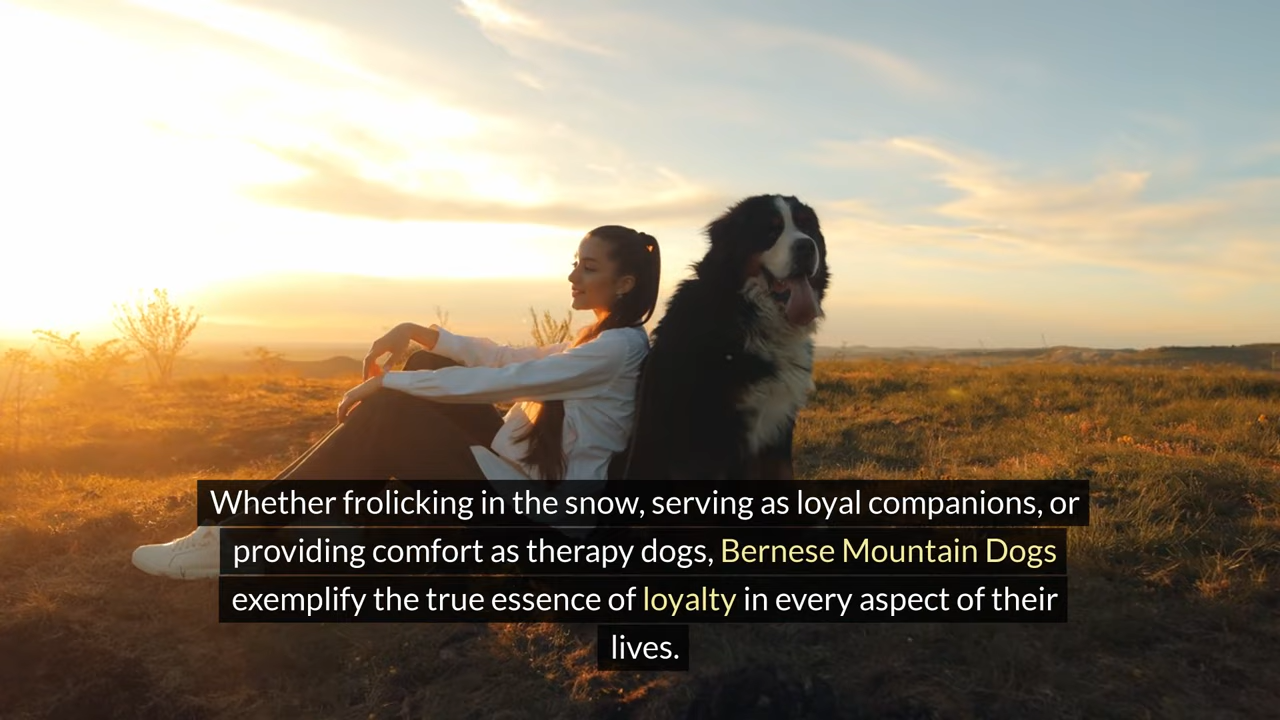 Whether frolicking in the snow, serving as loyal companions, or
providing comfort as therapy dogs, Bernese Mountain Dogs
exemplify the true essence of loyalty in every aspect of their
lives.